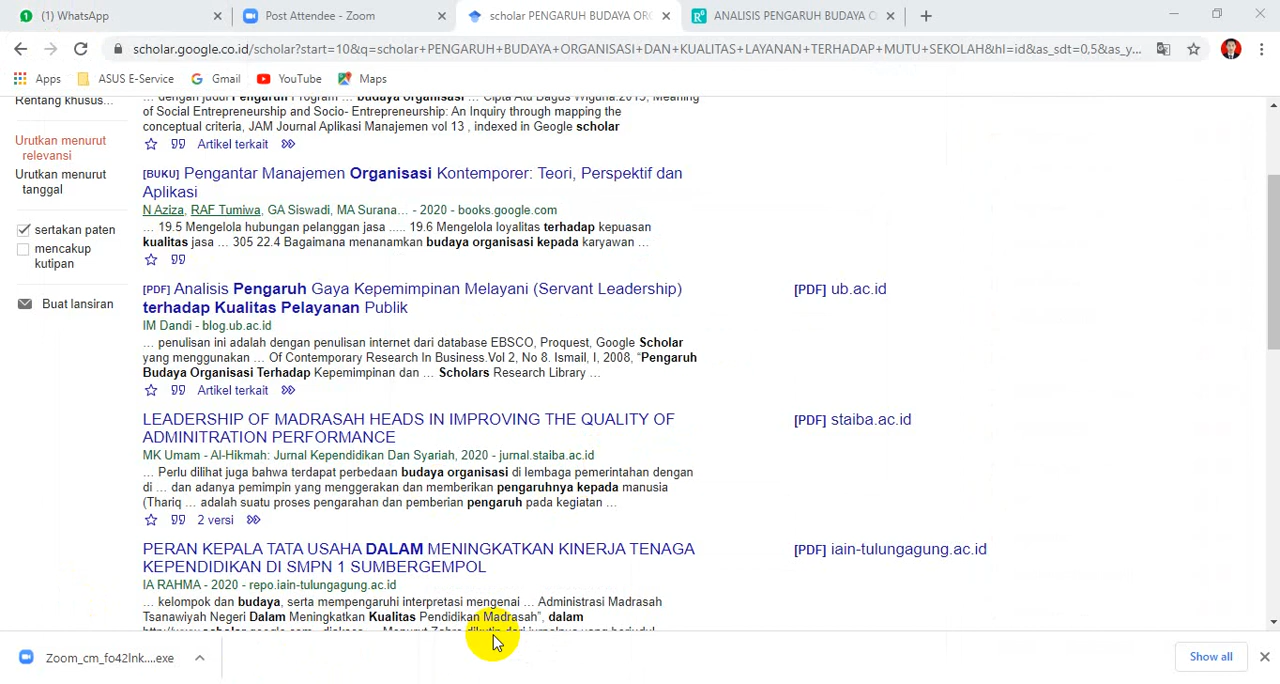 (1) WhatsApp
Post Attendee - Zoom
scholar PENGARUH BUDAYA ORG
ANALISIS PENGARUH BUDAYA O
scholar.google.co.id/scholar?start=10&q=scholar+PENGARUH+BUDAYA+ORGANISASI+DAN+KUALITAS+LAYANAN+TERHADAP+MUTU+SEKOLAH&hl=id&as_sdt=0,5&as_y...
Apps
ASUS E-Service
Gmail
YouTube
Maps
Rentang khusus...
Urutkan menurut
relevansi
Urutkan menurut
tanggal
sertakan paten
mencakup
kutipan
Buat lansiran
... dengan judul Pengaruh Program ... budaya organisasi ... Cipta Atu Bagus Wiguna.2015, Meaning
of Social Entrepreneurship and Socio- Entrepreneurship: An Inquiry through mapping the
conceptual criteria, JAM Journal Aplikasi Manajemen vol 13 , indexed in Geogle scholar
Artikel terkait
[BUKU] Pengantar Manajemen Organisasi Kontemporer: Teori, Perspektif dan
Aplikasi
N Aziza, RAF Tumiwa, GA Siswadi, MA Surana... - 2020 - books.google.com
... 19.5 Mengelola hubungan pelanggan jasa ..... 19.6 Mengelola loyalitas terhadap kepuasan
kualitas jasa ... 305 22.4 Bagaimana menanamkan budaya organisasi kepada karyawan ...
[PDF] Analisis Pengaruh Gaya Kepemimpinan Melayani (Servant Leadership)
terhadap Kualitas Pelayanan Publik
[PDF] ub.ac.id
IM Dandi - blog.ub.ac.id
... penulisan ini adalah dengan penulisan internet dari database EBSCO, Proquest, Google Scholar
yang menggunakan ... Of Contemporary Research In Business.Vol 2, No 8. Ismail, I, 2008, “Pengaruh
Budaya Organisasi Terhadap Kepemimpinan dan ... Scholars Research Library ...
Artikel terkait
LEADERSHIP OF MADRASAH HEADS IN IMPROVING THE QUALITY OF
ADMINITRATION PERFORMANCE
[PDF] staiba.ac.id
MK Umam - Al-Hikmah: Jurnal Kependidikan Dan Syariah, 2020 - jurnal.staiba.ac.id
... Perlu dilihat juga bahwa terdapat perbedaan budaya organisasi di lembaga pemerintahan dengan
di ... dan adanya pemimpin yang menggerakan dan memberikan pengaruhnya kepada manusia
(Thariq ... adalah suatu proses pengarahan dan pemberian pengaruh pada kegiatan ...
2 versi
PERAN KEPALA TATA USAHA DALAM MENINGKATKAN KINERJA TENAGA
KEPENDIDIKAN DI SMPN 1 SUMBERGEMPOL
[PDF] iain-tulungagung.ac.id
IA RAHMA - 2020 - repo.iain-tulungagung.ac.id
... kelompok dan budaya, serta mempengaruhi interpretasi mengenai ... Administrasi Madrasah
Tsanawiyah Negeri Dalam Meningkatkan Kualitas Pendidikan Madrasah”, dalam
Zoom_cm_fo42lnk....exe
Show all